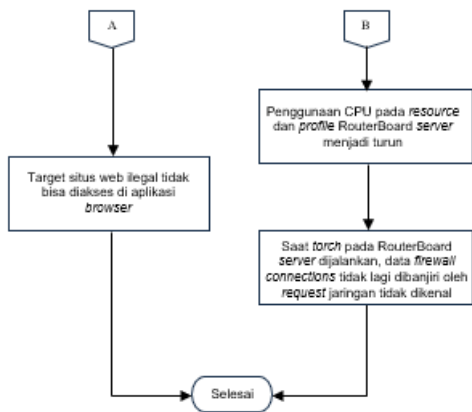 A
B
Penggunaan CPU pada resource
dan profile RouterBoard server
menjadi turun
Target situs web ilegal tidak
bisa diakses di aplikasi
browser
Saat torch pada RouterBoard
server dijalankan, data firewall
connections tidak lagi dibanjiri oleh
request jaringan tidak dikenal
Selesai